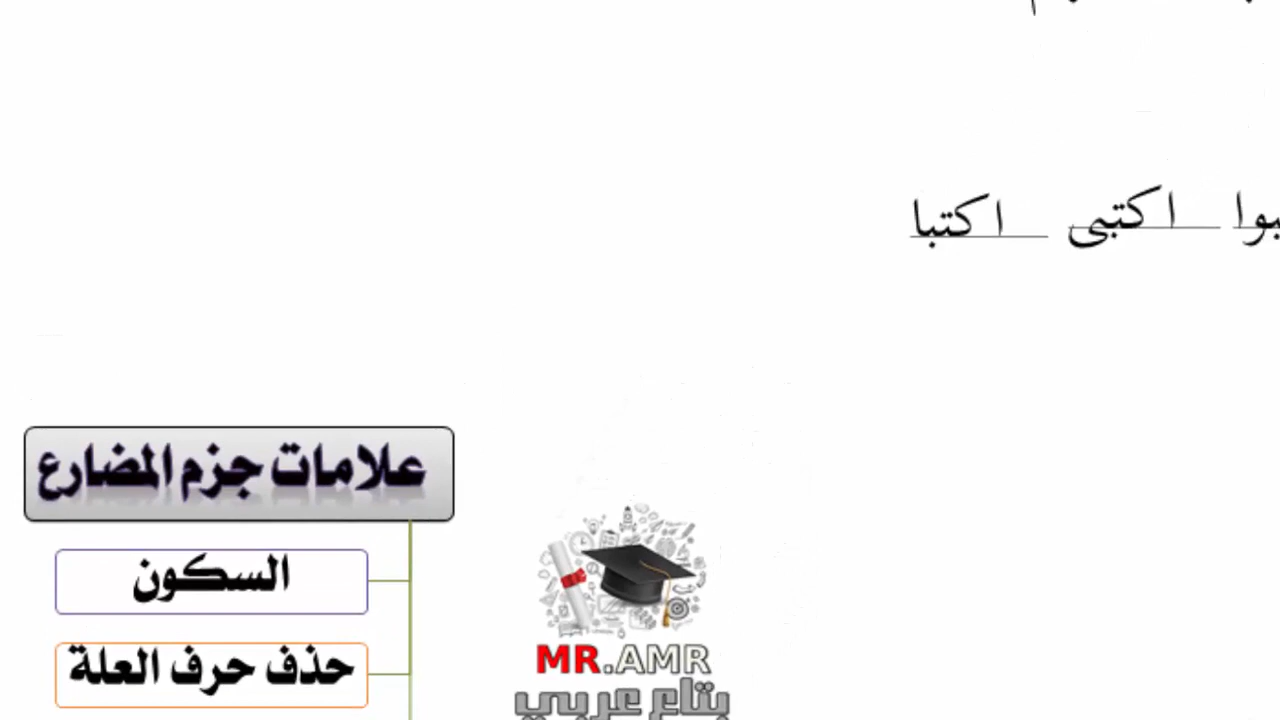 اكتبى اكتبا
علامات جزم المضارع
السكون
حذف حرف العلة
MR.AMR
بتاع عربي